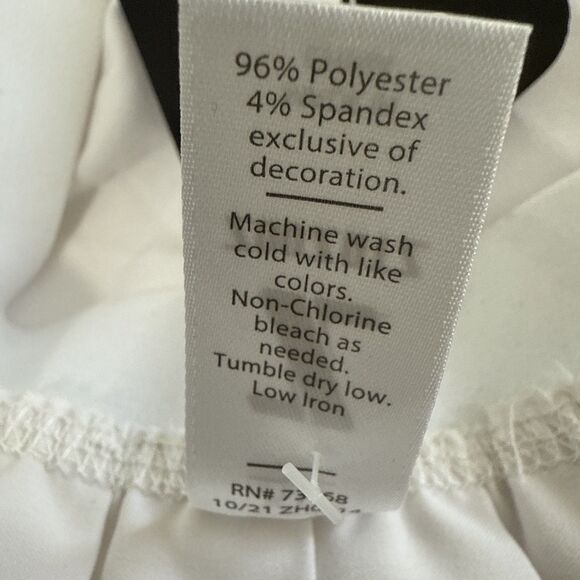 96% Polyester
4% Spandex
exclusive of
decoration.
Machine wash
cold with like
colors.
Non-Chlorine
bleach as
needed.
Tumble dry low.
Low Iron
RN#
10/21